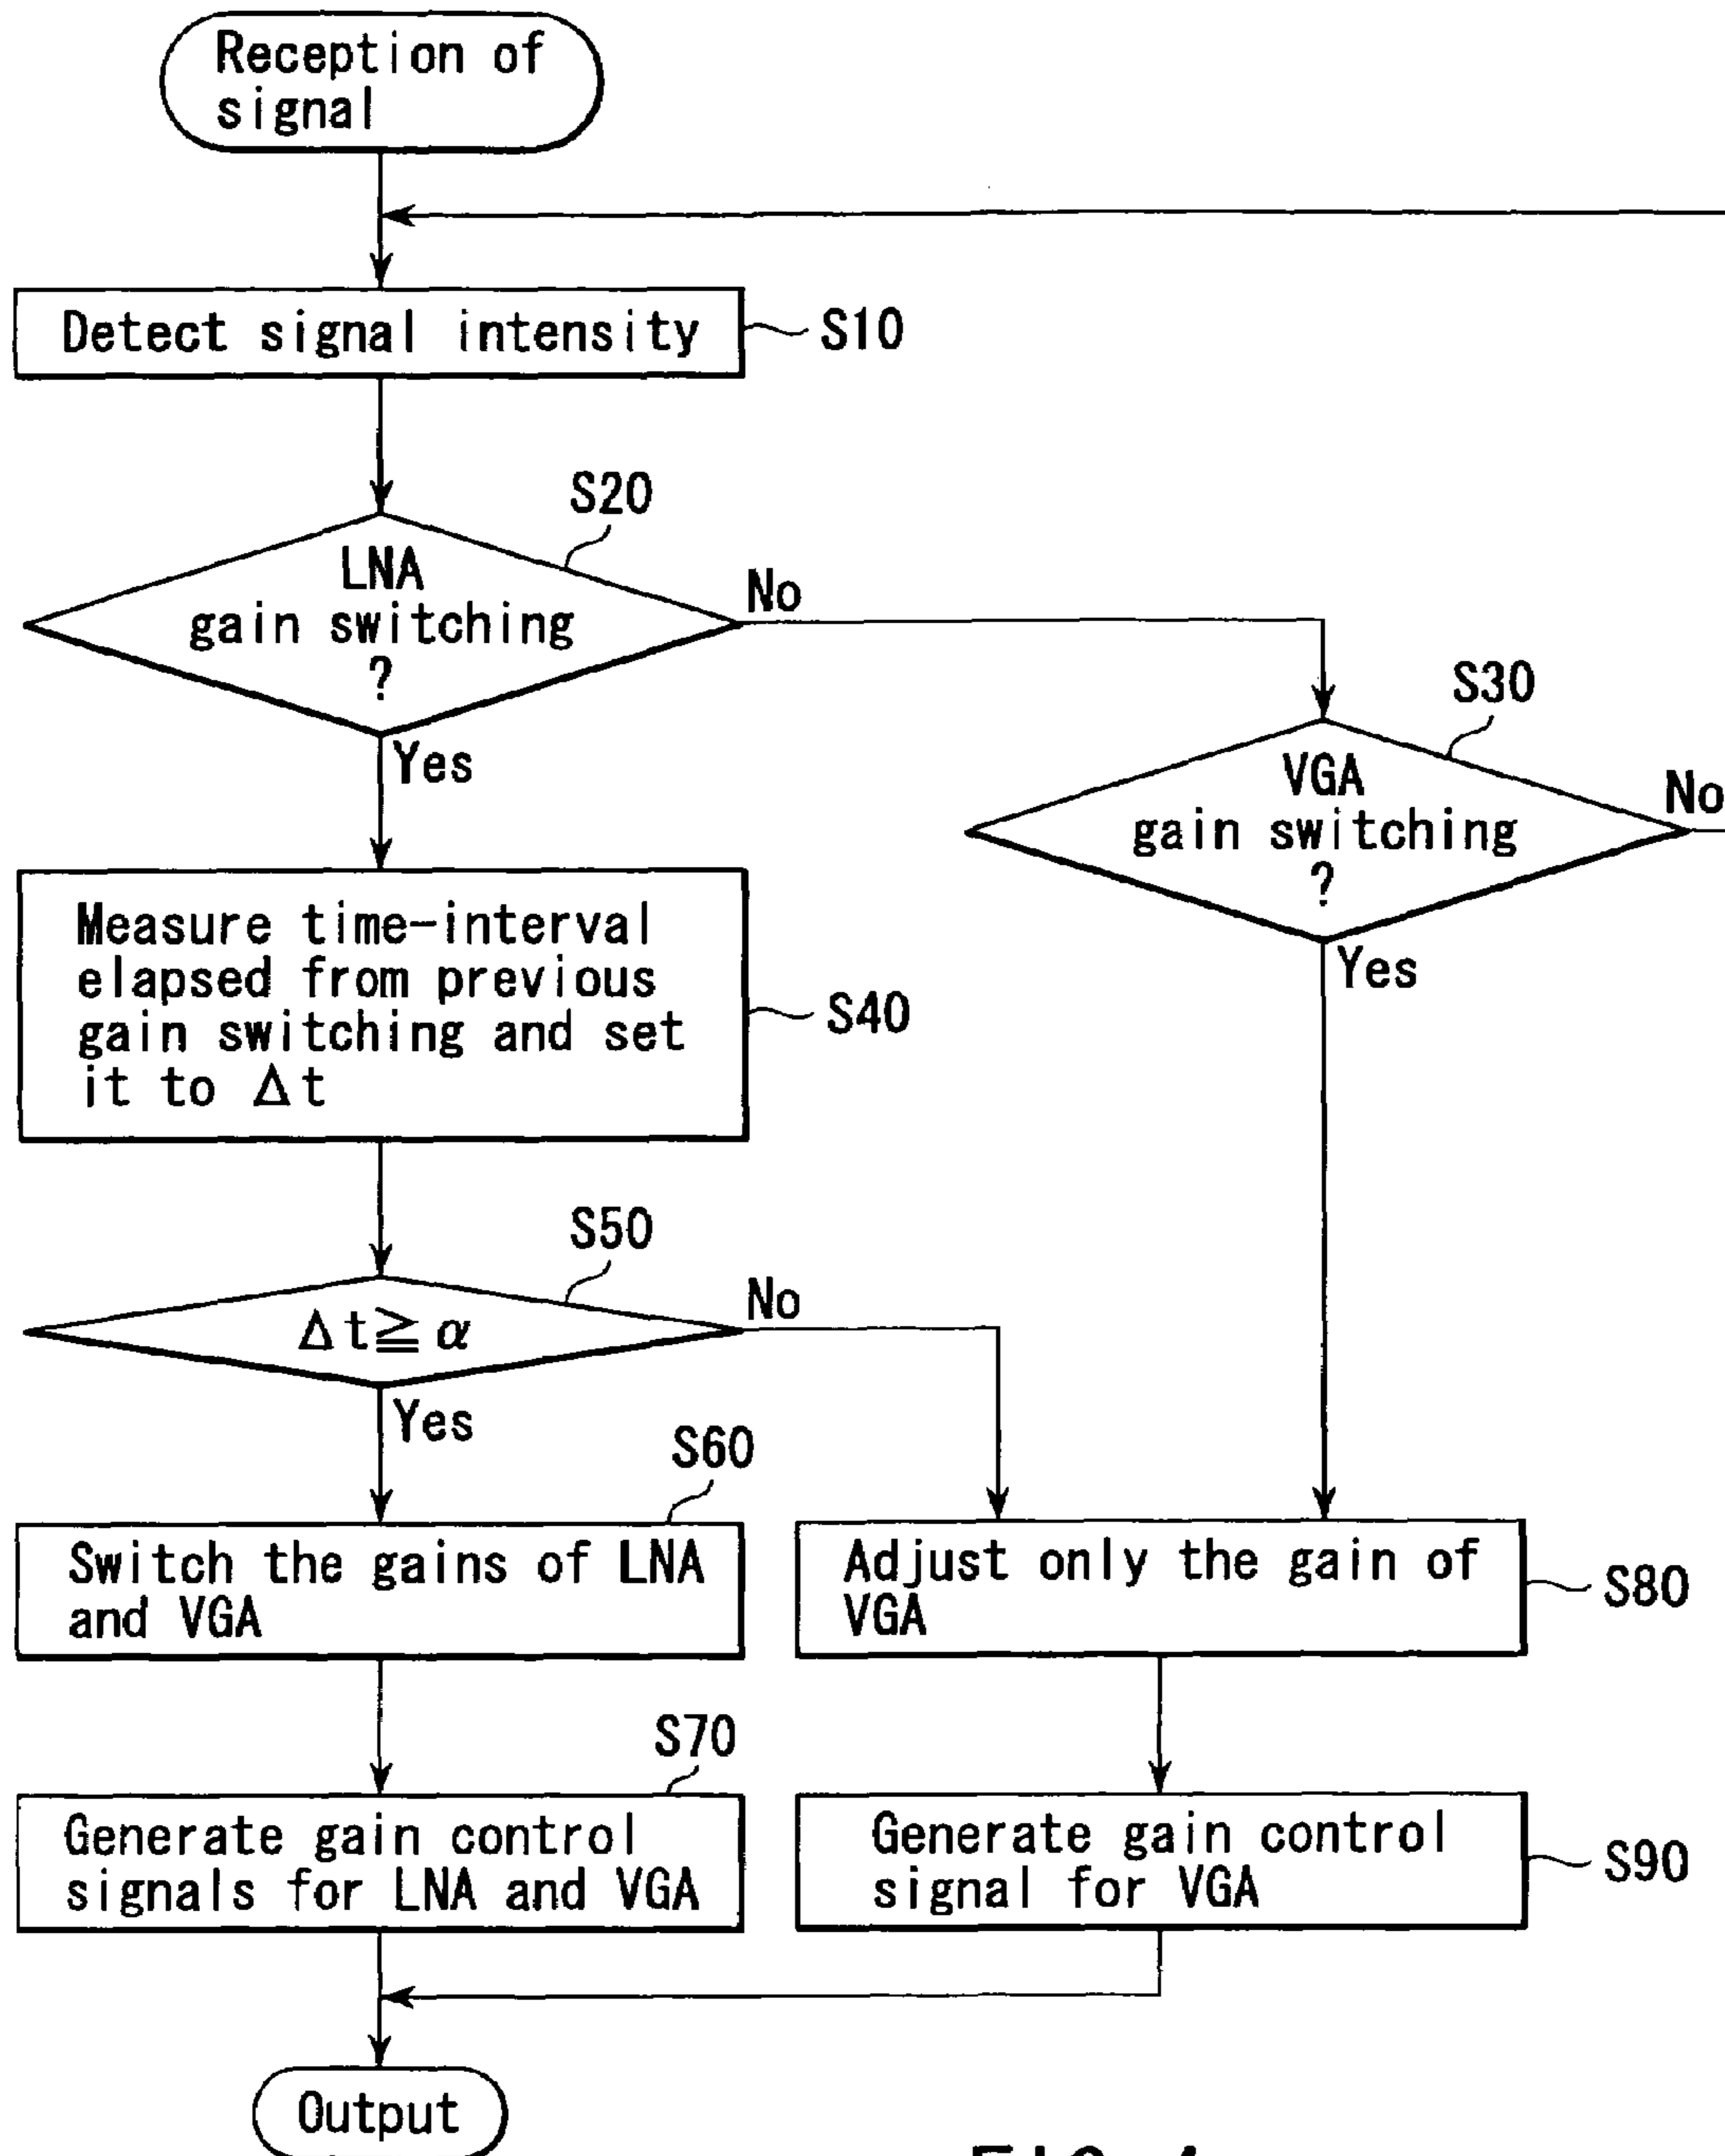 Reception of
signal
Detect signal intensity
S10
S20
LNA
gain switching
?
No
Yes
S30
VGA
gain switching
?
No
Yes
Measure time-interval
elapsed from previous
gain switching and set
it to Δt
S40
S50
Δt≧α
No
Yes
S60
Switch the gains of LNA
and VGA
Adjust only the gain of
VGA
S80
S70
Generate gain control
signals for LNA and VGA
Generate gain control
signal for VGA
S90
Output